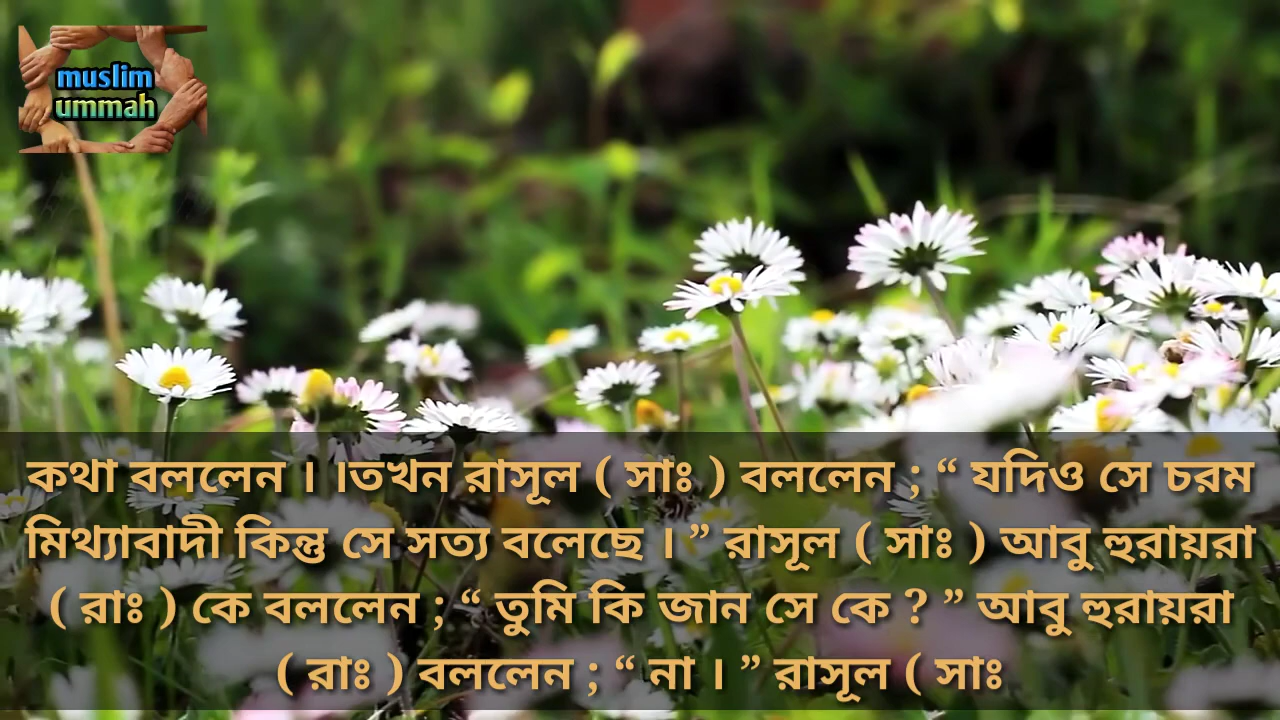 muslim
ummah
কথা বললেন । ।তখন রাসূল ( সাঃ ) বললেন ; “ যদিও সে চরম
মিথ্যাবাদী কিন্তু সে সত্য বলেছে । ” রাসূল ( সাঃ ) আবু হুরায়রা
( রাঃ ) কে বললেন ; “ তুমি কি জান সে কে ? ” আবু হুরায়রা
( রাঃ ) বললেন ; “ না । ” রাসূল ( সাঃ